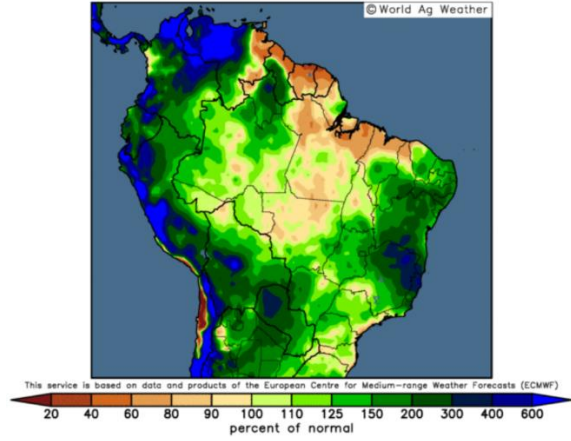 © World Ag Weather
This service is based on data and products of the European Centre for Medium-range Weather Forecasts (ECMWF)
20 40 60 80 90 100 110 125 150 200 300 400 600
percent of normal